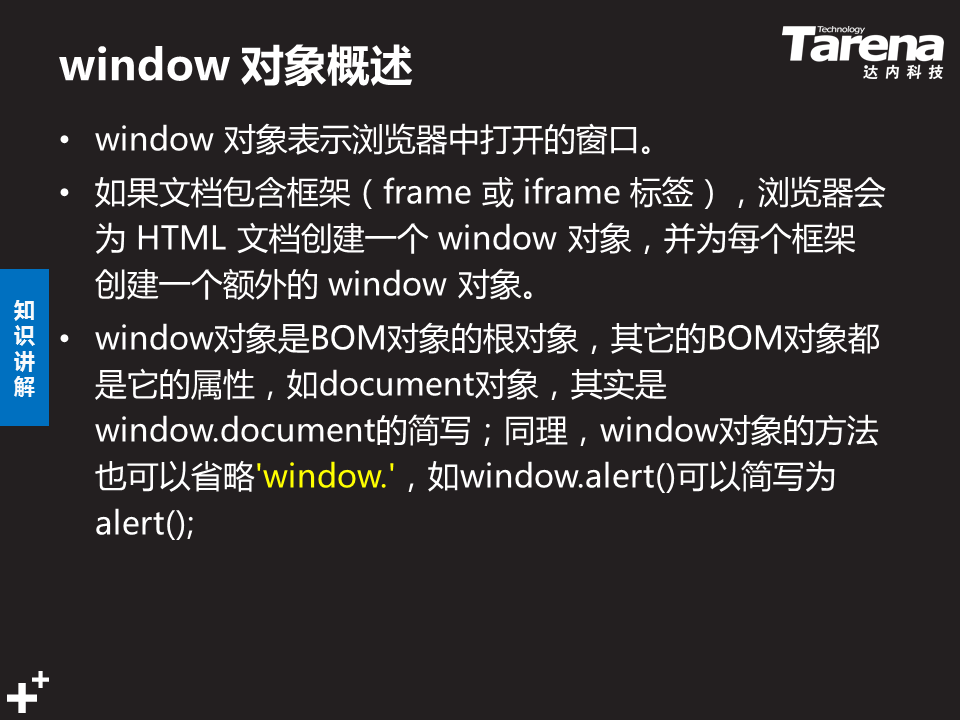 window 对象概述
Technology
Tarena
达内科技
• window 对象表示浏览器中打开的窗口。
• 如果文档包含框架（frame 或 iframe 标签），浏览器会
为 HTML 文档创建一个 window 对象，并为每个框架
创建一个额外的 window 对象。
• window对象是BOM对象的根对象，其它的BOM对象都
是它的属性，如document对象，其实是
window.document的简写；同理，window对象的方法
也可以省略'window.'，如window.alert()可以简写为
alert();
知
识
讲
解